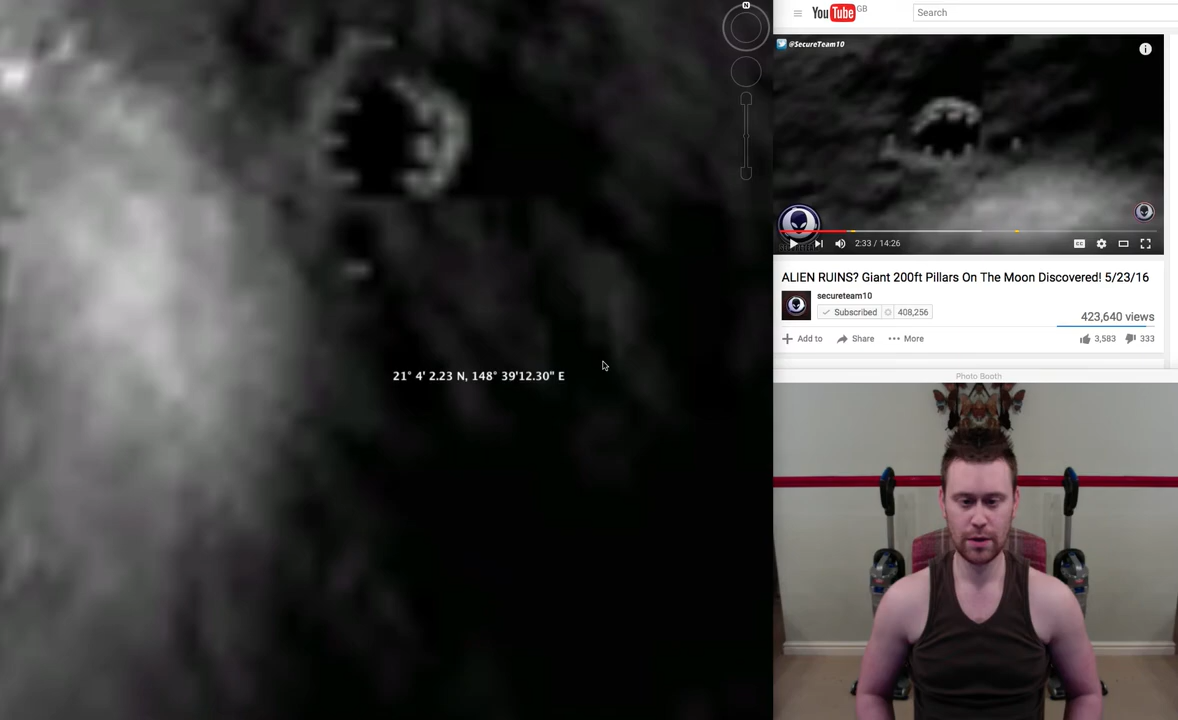 N
21° 4' 2.23 N, 148° 39'12.30" E
YouTube GB
Search
@SecureTeam10
2:33 / 14:26
CC
ALIEN RUINS? Giant 200ft Pillars On The Moon Discovered! 5/23/16
secureteam10
Subscribed 408,256
423,640 views
Add to Share More 3,583 333
Photo Booth